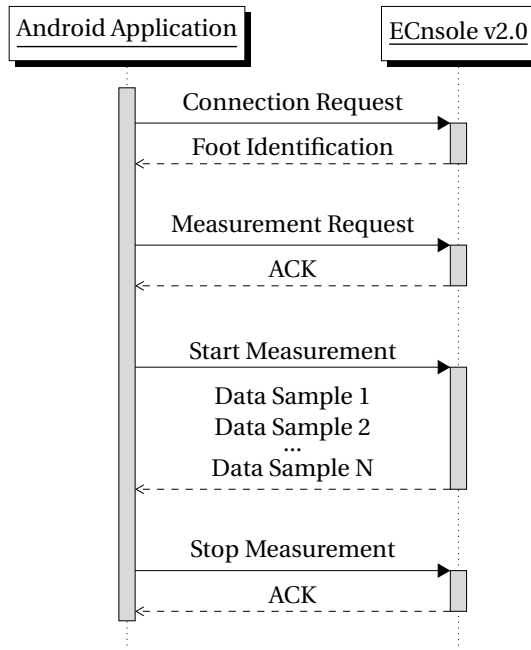 Android Application
ECnsole v2.0
Connection Request
Foot Identification
Measurement Request
ACK
Start Measurement
Data Sample 1
Data Sample 2
...
Data Sample N
Stop Measurement
ACK